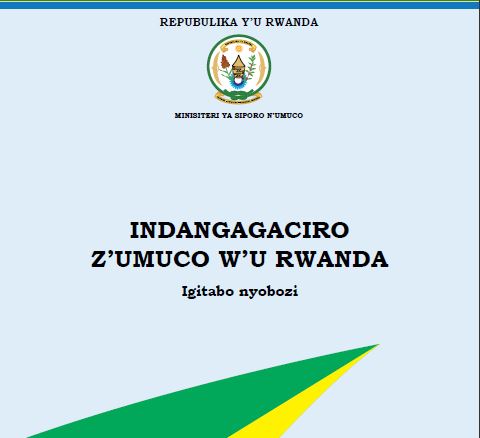 REPUBULIKA Y’U RWANDA
MINISITERI YA SIPORO N’UMUCO
INDANGAGACIRO
Z’UMUCO W’U RWANDA
Igitabo nyobozi